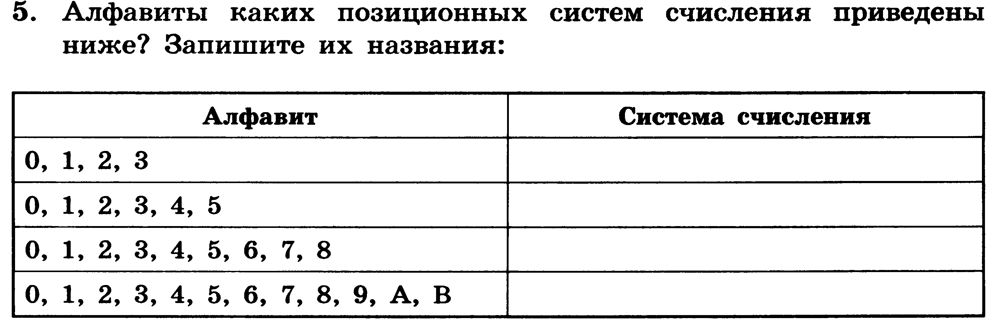 5. Алфавиты каких позиционных систем счисления приведены
ниже? Запишите их названия:
Алфавит Система счисления
0, 1, 2, 3
0, 1, 2, 3, 4, 5
0, 1, 2, 3, 4, 5, 6, 7, 8
0, 1, 2, 3, 4, 5, 6, 7, 8, 9, A, B